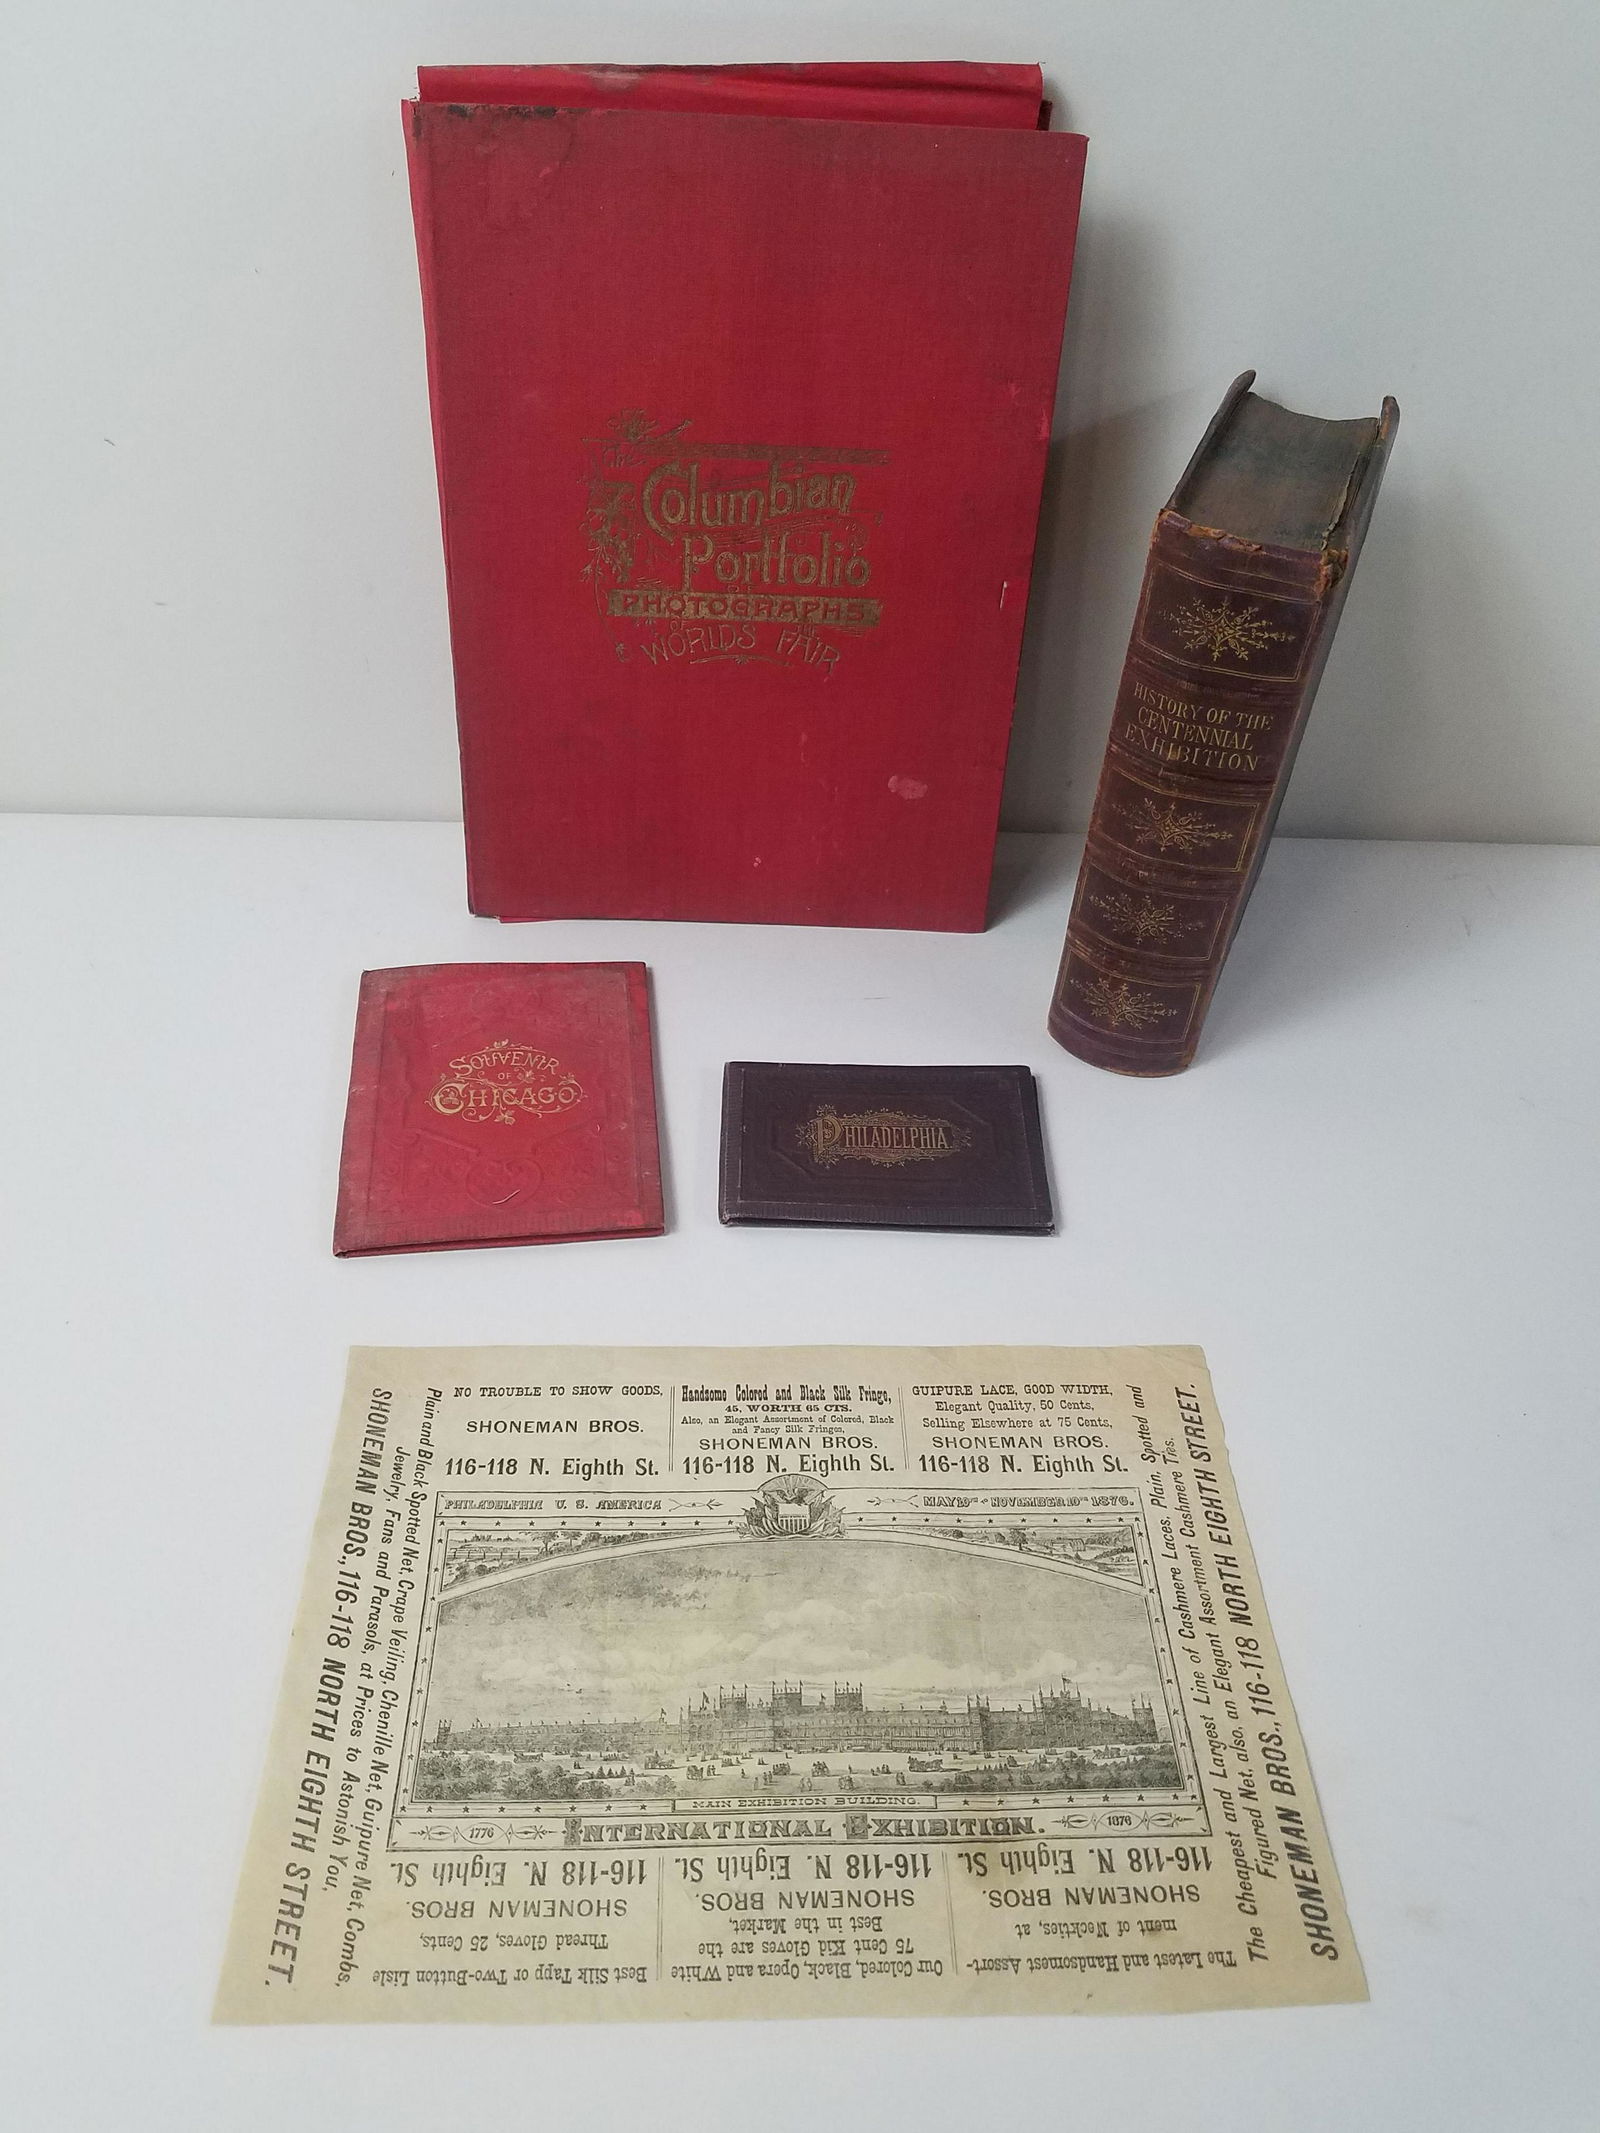 The
Columbian
Portfolio
OF
PHOTOGRAPHS
OF THE
WORLDS FAIR
HISTORY OF THE
CENTENNIAL
EXHIBITION
SOUVENIR
OF
CHICAGO
PHILADELPHIA.
NO TROUBLE TO SHOW GOODS,
SHONEMAN BROS.
116-118 N. Eighth St.
Handsome Colored and Black Silk Fringe,
45, WORTH 65 CTS.
Also, an Elegant Assortment of Colored, Black
and Fancy Silk Fringes,
SHONEMAN BROS.
116-118 N. Eighth St.
GUIPURE LACE, GOOD WIDTH,
Elegant Quality, 50 Cents,
Selling Elsewhere at 75 Cents,
SHONEMAN BROS.
116-118 N. Eighth St.
Plain and Black Spotted Net, Crape Veiling, Chenille Net, Guipure Net, Combs,
Jewelry, Fans and Parasols, at Prices to Astonish You,
SHONEMAN BROS., 116-118 NORTH EIGHTH STREET.
PHILADELPHIA U. S. AMERICA
MAY 10TH NOVEMBER 10TH 1876.
MAIN EXHIBITION BUILDING.
1776
INTERNATIONAL EXHIBITION.
1876
The Cheapest and Largest Line of Cashmere Laces, Plain, Spotted and
Figured Net, also, an Elegant Assortment Cashmere Ties.
SHONEMAN BROS., 116-118 NORTH EIGHTH STREET.
The Latest and Handsomest Assort-
ment of Neckties, at
SHONEMAN BROS.
116-118 N. Eighth St.
Our Colored, Black, Opera and White
75 Cent Kid Gloves are the
Best in the Market,
SHONEMAN BROS.
116-118 N. Eighth St.
Best Silk Tapp or Two-Button Lisle
Thread Gloves, 25 Cents,
SHONEMAN BROS.
116-118 N. Eighth St.